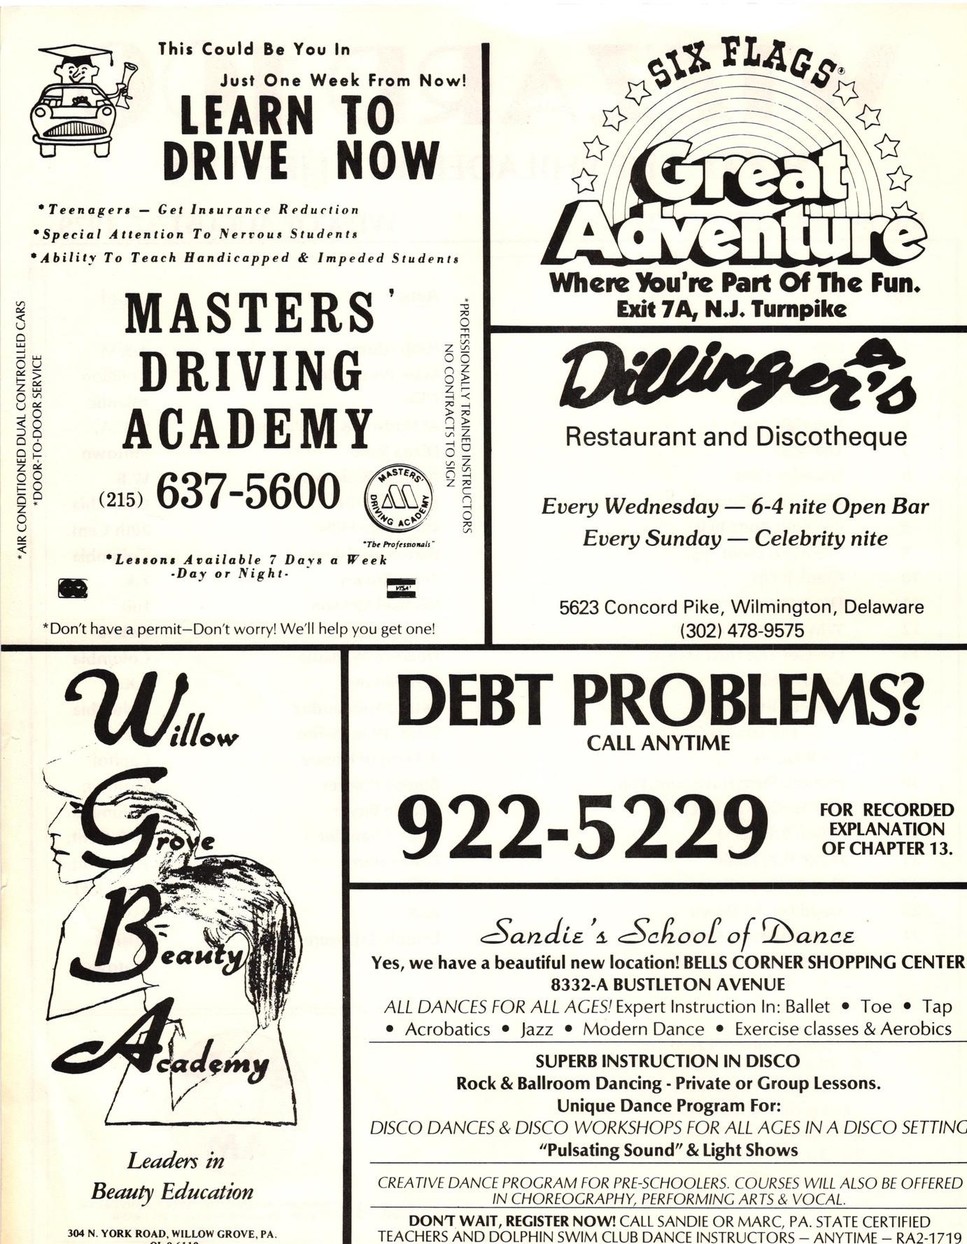 This Could Be You In
Just One Week From Now!
LEARN TO
DRIVE NOW
*Teenagers — Get Insurance Reduction
*Special Attention To Nervous Students
*Ability To Teach Handicapped & Impeded Students
*AIR CONDITIONED DUAL CONTROLLED CARS
*DOOR-TO-DOOR SERVICE
MASTERS'
DRIVING
ACADEMY
(215) 637-5600
*PROFESSIONALLY TRAINED INSTRUCTORS
NO CONTRACTS TO SIGN
MASTERS'
DRIVING ACADEMY
"The Professionals"
*Lessons Available 7 Days a Week
-Day or Night-
VISA
*Don't have a permit—Don't worry! We'll help you get one!
SIX FLAGS®
Great
Adventure
Where You're Part Of The Fun.
Exit 7A, N.J. Turnpike
Dillinger's
Restaurant and Discotheque
Every Wednesday — 6-4 nite Open Bar
Every Sunday — Celebrity nite
5623 Concord Pike, Wilmington, Delaware
(302) 478-9575
Willow
Grove
Beauty
Academy
Leaders in
Beauty Education
304 N. YORK ROAD, WILLOW GROVE, PA.
DEBT PROBLEMS?
CALL ANYTIME
922-5229
FOR RECORDED
EXPLANATION
OF CHAPTER 13.
Sandie's School of Dance
Yes, we have a beautiful new location! BELLS CORNER SHOPPING CENTER
8332-A BUSTLETON AVENUE
ALL DANCES FOR ALL AGES! Expert Instruction In: Ballet • Toe • Tap
• Acrobatics • Jazz • Modern Dance • Exercise classes & Aerobics
SUPERB INSTRUCTION IN DISCO
Rock & Ballroom Dancing - Private or Group Lessons.
Unique Dance Program For:
DISCO DANCES & DISCO WORKSHOPS FOR ALL AGES IN A DISCO SETTING
"Pulsating Sound" & Light Shows
CREATIVE DANCE PROGRAM FOR PRE-SCHOOLERS. COURSES WILL ALSO BE OFFERED
IN CHOREOGRAPHY, PERFORMING ARTS & VOCAL.
DON'T WAIT, REGISTER NOW! CALL SANDIE OR MARC, PA. STATE CERTIFIED
TEACHERS AND DOLPHIN SWIM CLUB DANCE INSTRUCTORS — ANYTIME — RA2-1719